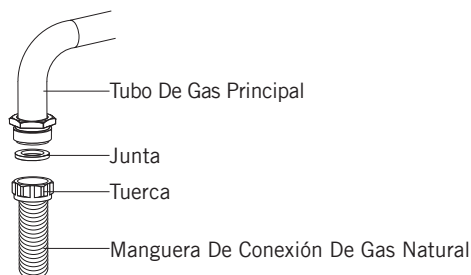 Tubo De Gas Principal
Junta
Tuerca
Manguera De Conexión De Gas Natural